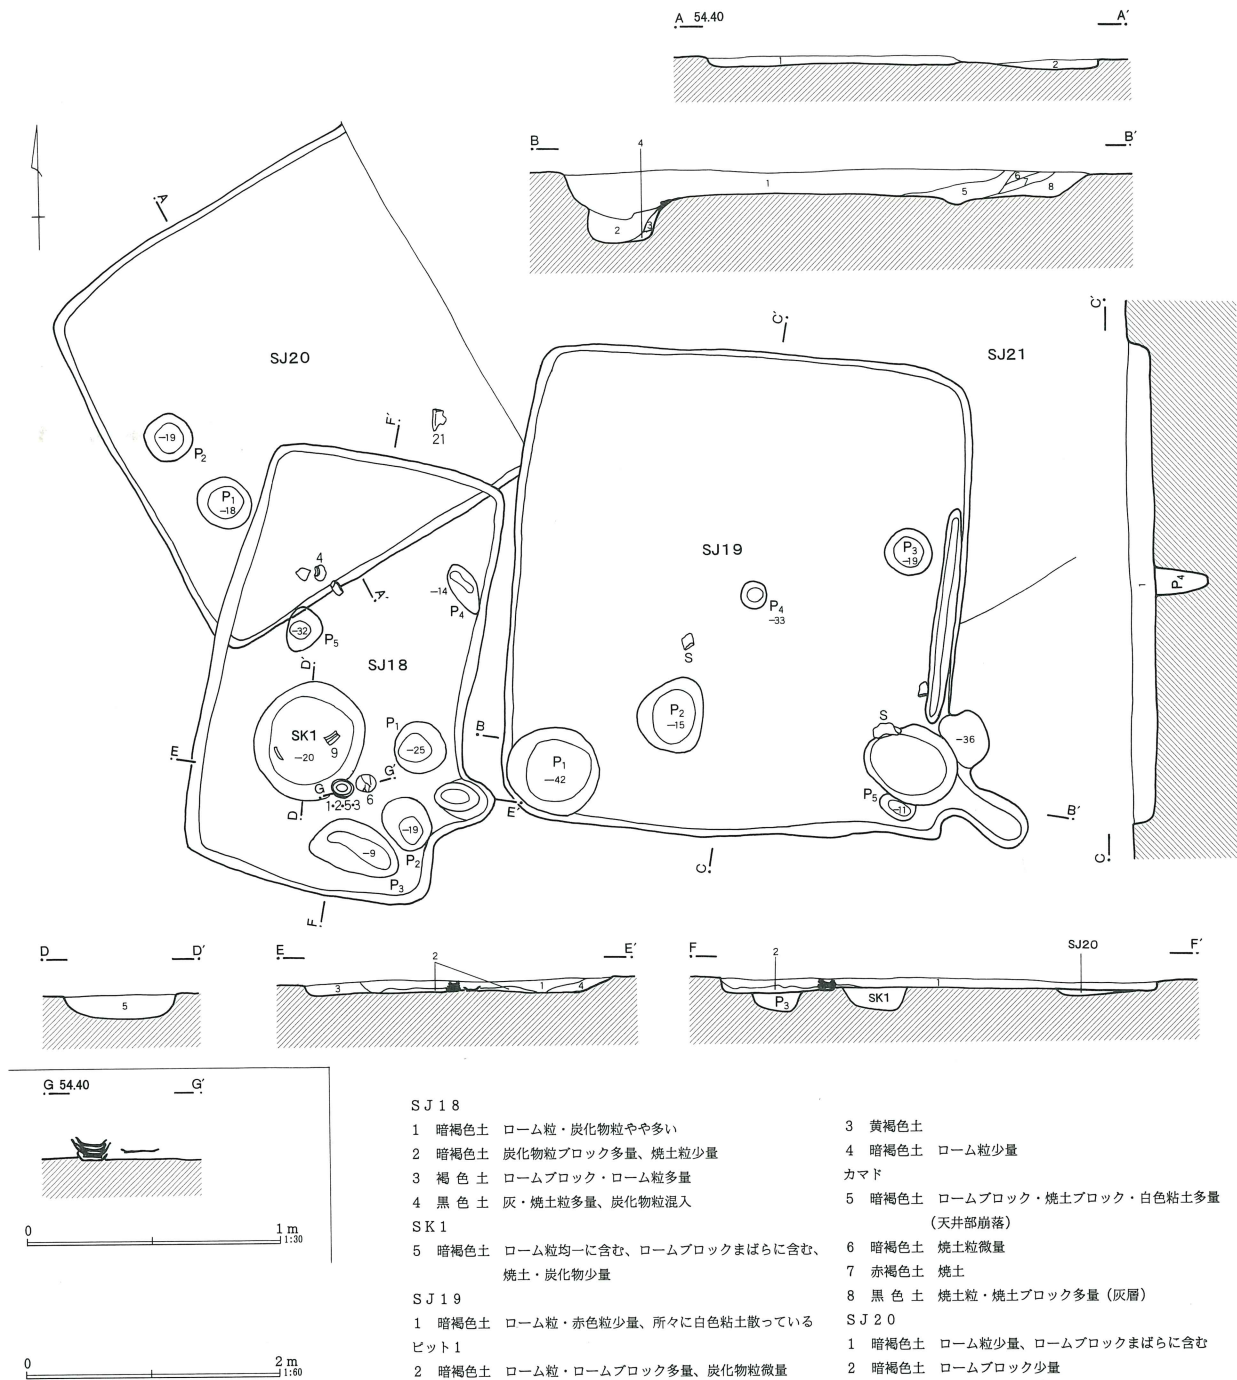 A 54.40 A′
1 2
B 4 B′
1 6 5 8
2 3
A
C′ C′
SJ20 SJ21
F′
21
−19 P₂
P₁ −18
4
SJ19
P₃ −19
−14 P₄
A′
P₄ −33
1 P₄
−32 P₅
D′
SJ18
S
P₂ −15
S
SK1 9 −20
P₁ −25
B
E
−36
P₁ −42
G G′
1•2•5•3 6
E′
P₅ −11
D
−19 P₂
B′
−9 P₃
C C
F
D D′ E 2 E′ F 2 SJ20 F′
5 3 1 4 P₃ SK1 1
G 54.40 G′
0 1m
1:30
0 2m
1:60
SJ18
1 暗褐色土 ローム粒・炭化物粒やや多い
2 暗褐色土 炭化物粒ブロック多量、焼土粒少量
3 褐色土 ロームブロック・ローム粒多量
4 黒色土 灰・焼土粒多量、炭化物粒混入
SK1
5 暗褐色土 ローム粒均一に含む、ロームブロックまばらに含む、
焼土・炭化物少量
SJ19
1 暗褐色土 ローム粒・赤色粒少量、所々に白色粘土散っている
ピット1
2 暗褐色土 ローム粒・ロームブロック多量、炭化物粒微量
3 黄褐色土
4 暗褐色土 ローム粒少量
カマド
5 暗褐色土 ロームブロック・焼土ブロック・白色粘土多量
(天井部崩落)
6 暗褐色土 焼土粒微量
7 赤褐色土 焼土
8 黒色土 焼土粒・焼土ブロック多量(灰層)
SJ20
1 暗褐色土 ローム粒少量、ロームブロックまばらに含む
2 暗褐色土 ロームブロック少量